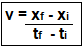 v = xf - xi
tf - ti